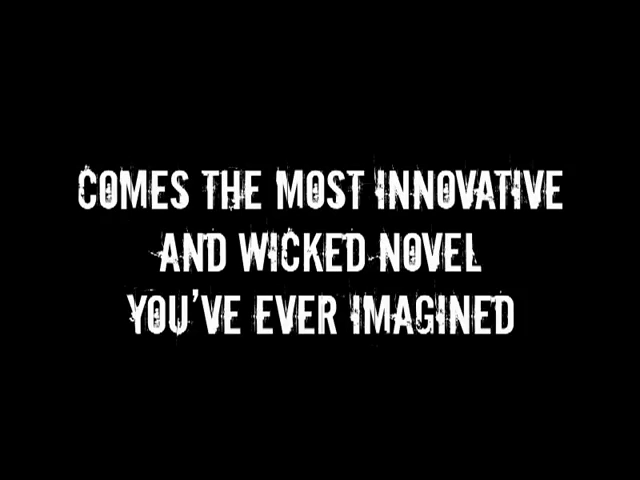 COMES THE MOST INNOVATIVE
AND WICKED NOVEL
YOU'VE EVER IMAGINED